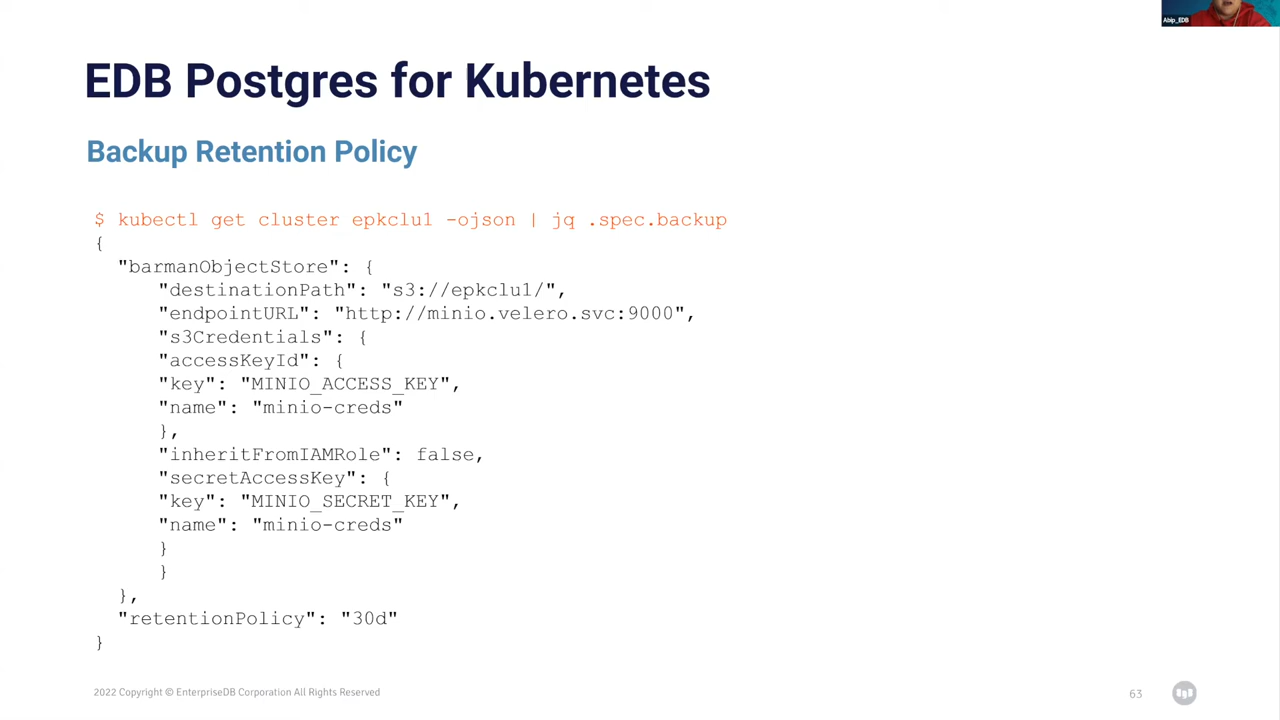 Abip_EDB
EDB Postgres for Kubernetes
Backup Retention Policy
$ kubectl get cluster epkclu1 -ojson | jq .spec.backup
{
  "barmanObjectStore": {
    "destinationPath": "s3://epkclu1/",
    "endpointURL": "http://minio.velero.svc:9000",
    "s3Credentials": {
    "accessKeyId": {
    "key": "MINIO_ACCESS_KEY",
    "name": "minio-creds"
    },
    "inheritFromIAMRole": false,
    "secretAccessKey": {
    "key": "MINIO_SECRET_KEY",
    "name": "minio-creds"
    }
    }
  },
  "retentionPolicy": "30d"
}
2022 Copyright © EnterpriseDB Corporation All Rights Reserved
63